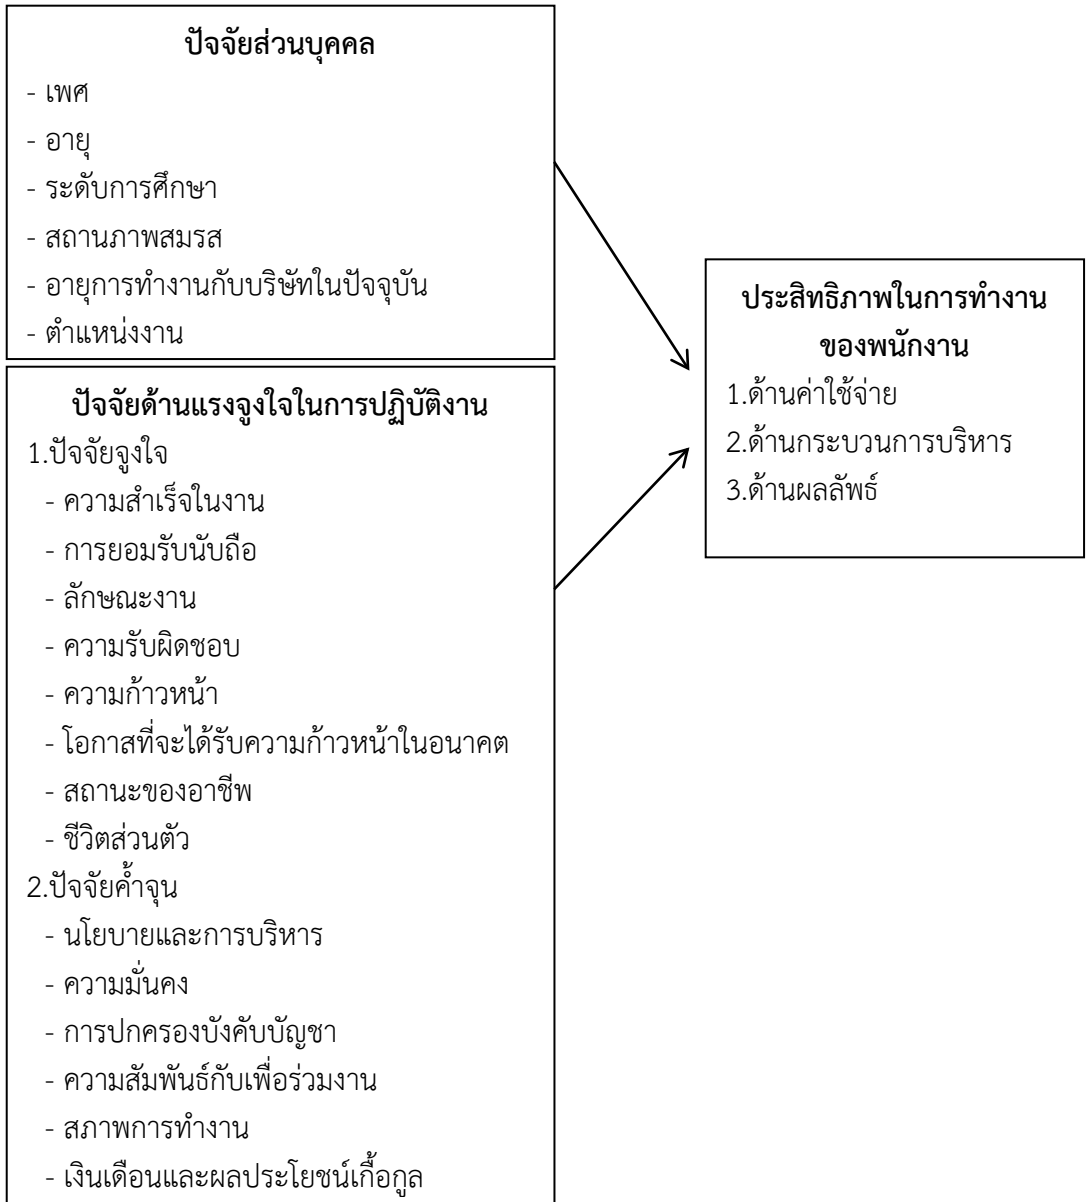 ปัจจัยส่วนบุคคล
- เพศ
- อายุ
- ระดับการศึกษา
- สถานภาพสมรส
- อายุการทำงานกับบริษัทในปัจจุบัน
- ตำแหน่งงาน
ปัจจัยด้านแรงจูงใจในการปฏิบัติงาน
1.ปัจจัยจูงใจ
- ความสำเร็จในงาน
- การยอมรับนับถือ
- ลักษณะงาน
- ความรับผิดชอบ
- ความก้าวหน้า
- โอกาสที่จะได้รับความก้าวหน้าในอนาคต
- สถานะของอาชีพ
- ชีวิตส่วนตัว
2.ปัจจัยค้ำจุน
- นโยบายและการบริหาร
- ความมั่นคง
- การปกครองบังคับบัญชา
- ความสัมพันธ์กับเพื่อร่วมงาน
- สภาพการทำงาน
- เงินเดือนและผลประโยชน์เกื้อกูล
ประสิทธิภาพในการทำงาน
ของพนักงาน
1.ด้านค่าใช้จ่าย
2.ด้านกระบวนการบริหาร
3.ด้านผลลัพธ์